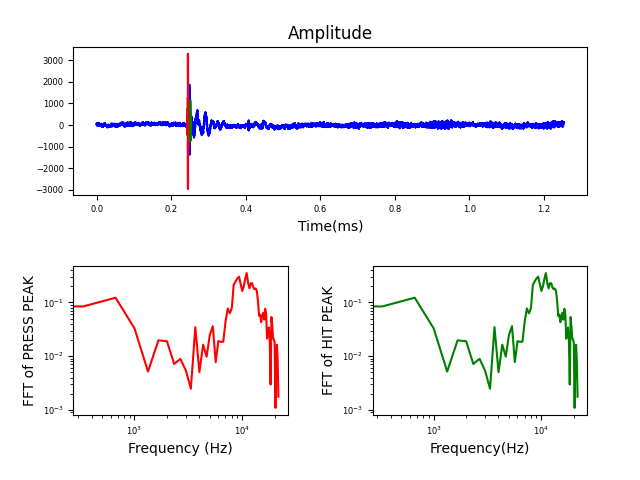 Amplitude
3000
2000
1000
0
−1000
−2000
−3000
0.0 0.2 0.4 0.6 0.8 1.0 1.2
Time(ms)
FFT of PRESS PEAK
10⁻¹
10⁻²
10⁻³
10³ 10⁴
Frequency (Hz)
FFT of HIT PEAK
10⁻¹
10⁻²
10⁻³
10³ 10⁴
Frequency(Hz)